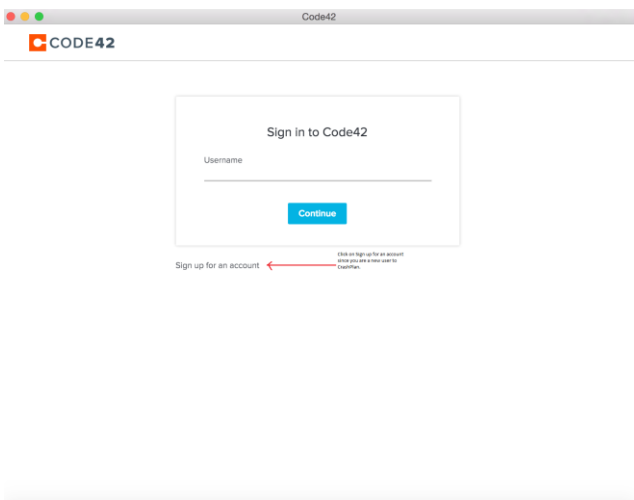 Code42
CODE42
Sign in to Code42
Username
Continue
Sign up for an account
Click on Sign up for an account
since you are a new user to
CrashPlan.